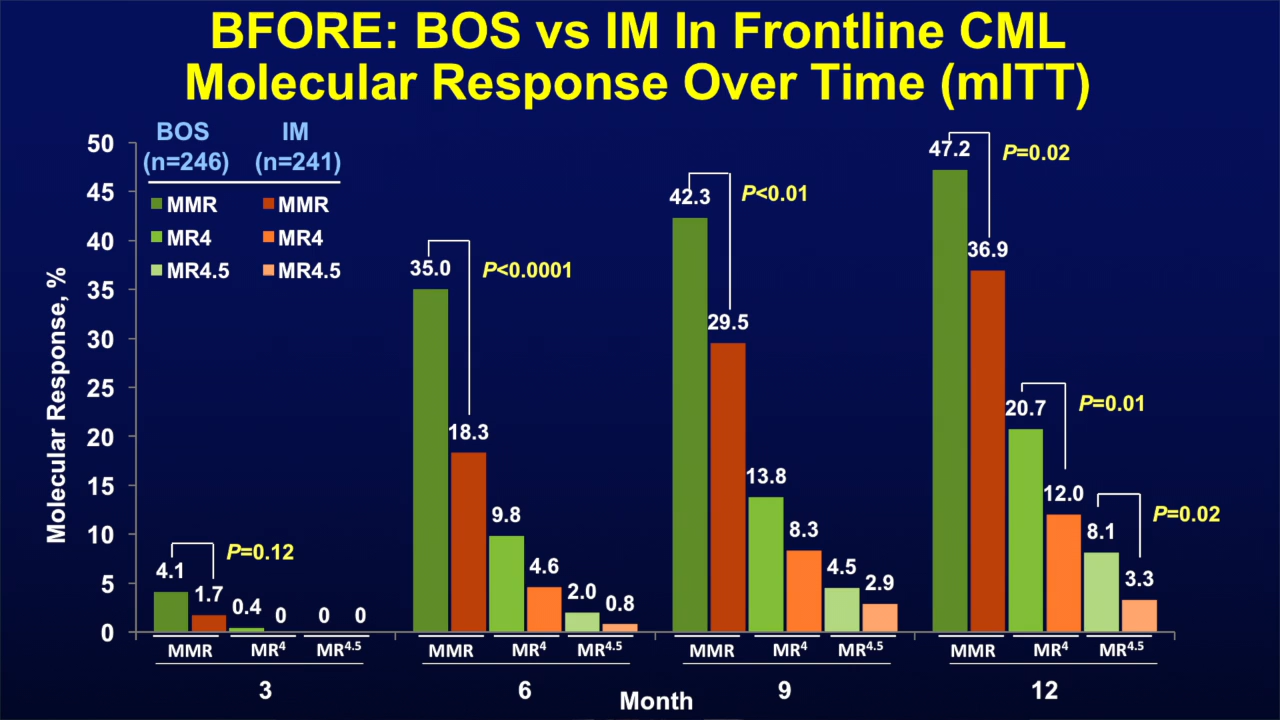 BFORE: BOS vs IM In Frontline CML
Molecular Response Over Time (mITT)
BOS IM
(n=246) (n=241)
MMR MMR
MR4 MR4
MR4.5 MR4.5
Molecular Response, %
50
45
40
35
30
25
20
15
10
5
0
4.1 1.7 0.4 0 0 0
P=0.12
35.0 18.3 9.8 4.6 2.0 0.8
P<0.0001
42.3 29.5 13.8 8.3 4.5 2.9
P<0.01
47.2 36.9 20.7 12.0 8.1 3.3
P=0.02
P=0.01
P=0.02
MMR MR⁴ MR⁴·⁵ MMR MR⁴ MR⁴·⁵ MMR MR⁴ MR⁴·⁵ MMR MR⁴ MR⁴·⁵
3 6 9 12
Month